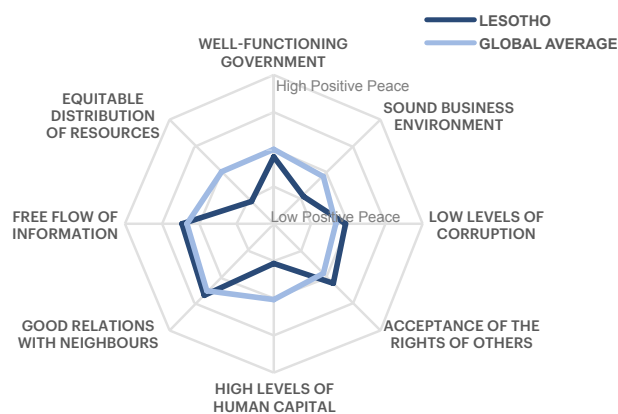 LESOTHO
GLOBAL AVERAGE
WELL-FUNCTIONING
GOVERNMENT
High Positive Peace
EQUITABLE
DISTRIBUTION
OF RESOURCES
SOUND BUSINESS
ENVIRONMENT
FREE FLOW OF
INFORMATION
Low Positive Peace
LOW LEVELS OF
CORRUPTION
GOOD RELATIONS
WITH NEIGHBOURS
ACCEPTANCE OF THE
RIGHTS OF OTHERS
HIGH LEVELS OF
HUMAN CAPITAL